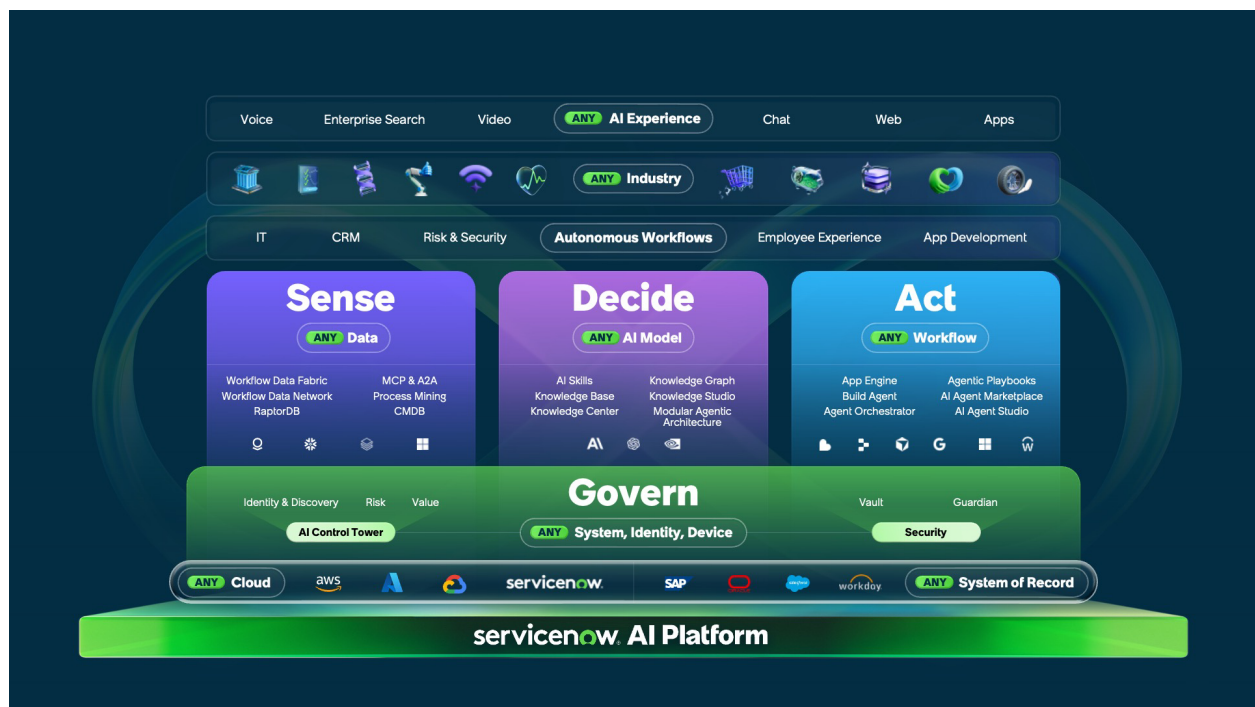 Voice Enterprise Search Video ANY AI Experience Chat Web Apps
ANY Industry
IT CRM Risk & Security Autonomous Workflows Employee Experience App Development
Sense
ANY Data
Workflow Data Fabric
Workflow Data Network
RaptorDB
MCP & A2A
Process Mining
CMDB
Decide
ANY AI Model
AI Skills
Knowledge Base
Knowledge Center
Knowledge Graph
Knowledge Studio
Modular Agentic
Architecture
Act
ANY Workflow
App Engine
Build Agent
Agent Orchestrator
Agentic Playbooks
AI Agent Marketplace
AI Agent Studio
Govern
Identity & Discovery Risk Value
AI Control Tower
ANY System, Identity, Device
Vault Guardian
Security
ANY Cloud aws servicenow. SAP salesforce workday. ANY System of Record
servicenow. AI Platform